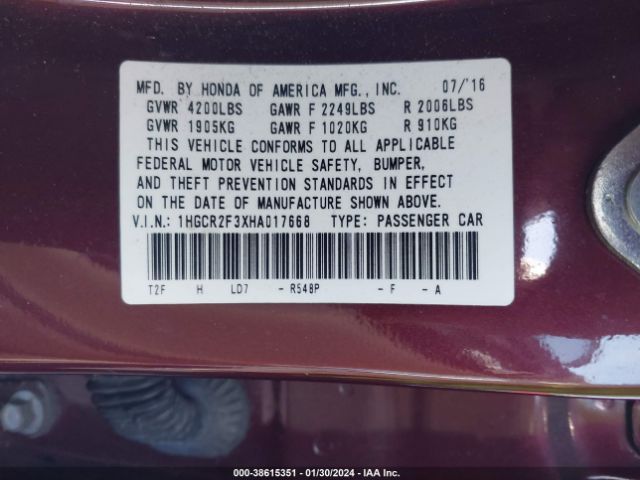 MFD. BY HONDA OF AMERICA MFG., INC. 07/'16
GVWR 4200LBS GAWR F 2249LBS R 2006LBS
GVWR 1905KG GAWR F 1020KG R 910KG
THIS VEHICLE CONFORMS TO ALL APPLICABLE
FEDERAL MOTOR VEHICLE SAFETY, BUMPER,
AND THEFT PREVENTION STANDARDS IN EFFECT
ON THE DATE OF MANUFACTURE SHOWN ABOVE.
V.I.N.: 1HGCR2F3XHA017668 TYPE: PASSENGER CAR
T2F H LD7 - R548P - F - A
000-38615351 - 01/30/2024 - IAA Inc.